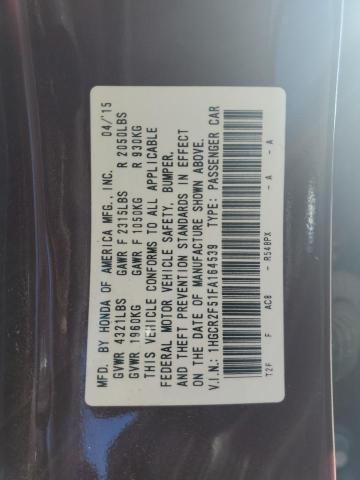 MFD. BY HONDA OF AMERICA MFG., INC. 04/'15
GVWR 4321LBS GAWR F 2315LBS R 2050LBS
GVWR 1960KG GAWR F 1050KG R 930KG
THIS VEHICLE CONFORMS TO ALL APPLICABLE
FEDERAL MOTOR VEHICLE SAFETY, BUMPER,
AND THEFT PREVENTION STANDARDS IN EFFECT
ON THE DATE OF MANUFACTURE SHOWN ABOVE.
V.I.N.: 1HGCR2F51FA164539 TYPE: PASSENGER CAR
T2F F AC8 - R548PX - A - A